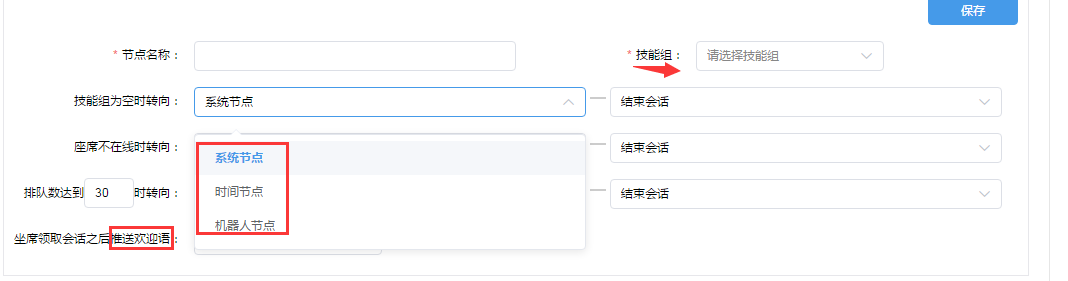 保存
* 节点名称：
* 技能组：
请选择技能组
技能组为空时转向：
系统节点
结束会话
座席不在线时转向：
结束会话
系统节点
时间节点
排队数达到 30 时转向：
结束会话
机器人节点
坐席领取会话之后推送欢迎语：